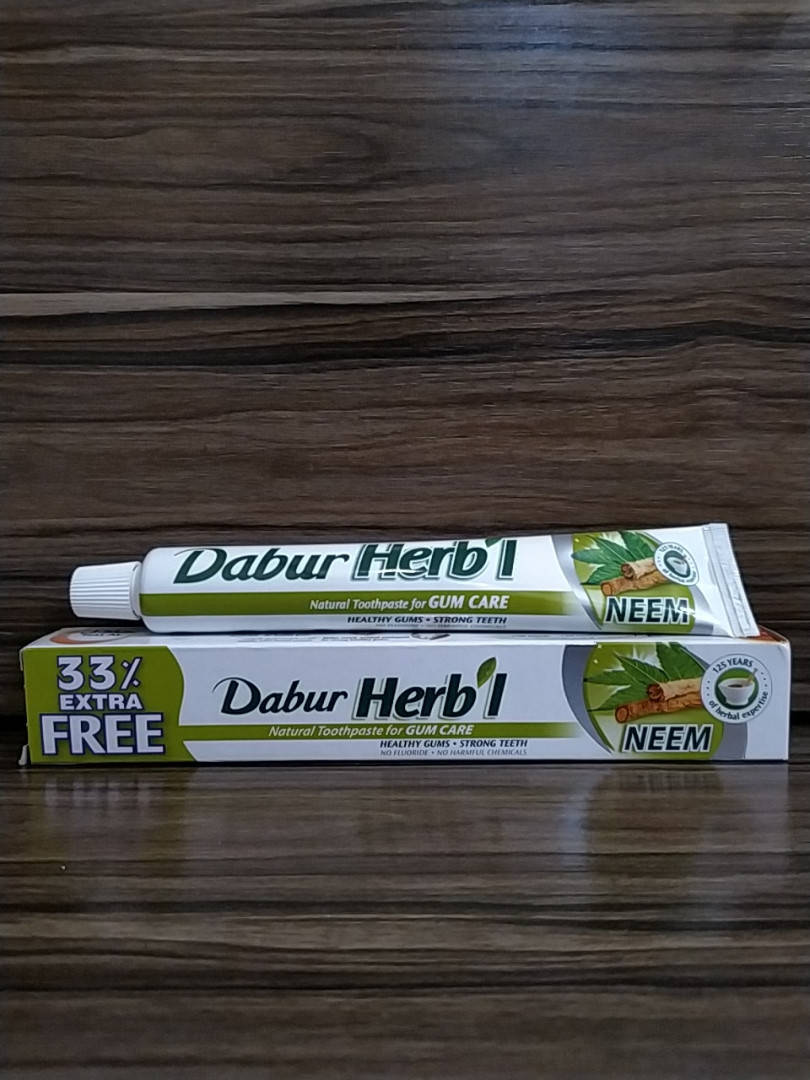 Dabur Herb'l
Natural Toothpaste for GUM CARE
HEALTHY GUMS • STRONG TEETH
NEEM
33% EXTRA FREE
Dabur Herb'l
Natural Toothpaste for GUM CARE
HEALTHY GUMS • STRONG TEETH
NO FLUORIDE • NO HARMFUL CHEMICALS
NEEM
125 YEARS
of herbal expertise